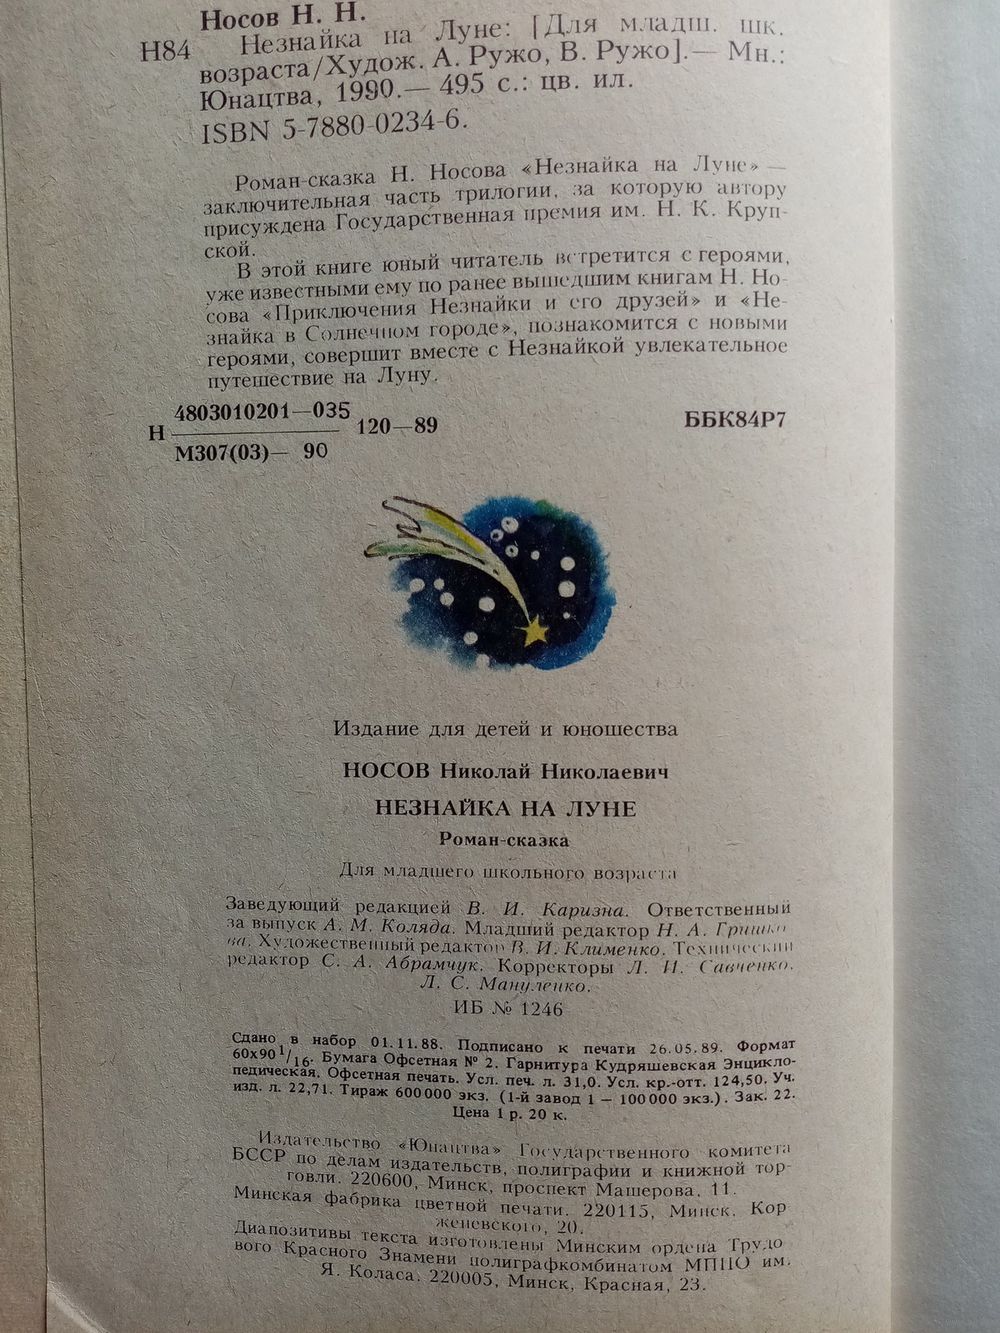 Носов Н. Н.
Н84 Незнайка на Луне: [Для младш. шк.
возраста/Худож. А. Ружо, В. Ружо].— Мн.:
Юнацтва, 1990.— 495 с.: цв. ил.
ISBN 5-7880-0234-6.
Роман-сказка Н. Носова «Незнайка на Луне» —
заключительная часть трилогии, за которую автору
присуждена Государственная премия им. Н. К. Круп-
ской.
В этой книге юный читатель встретится с героями,
уже известными ему по ранее вышедшим книгам Н. Но-
сова «Приключения Незнайки и его друзей» и «Не-
знайка в Солнечном городе», познакомится с новыми
героями, совершит вместе с Незнайкой увлекательное
путешествие на Луну.
Н 4803010201—035
М307(03)— 90
120—89
ББК84Р7
Издание для детей и юношества
НОСОВ Николай Николаевич
НЕЗНАЙКА НА ЛУНЕ
Роман-сказка
Для младшего школьного возраста
Заведующий редакцией В. И. Каризна. Ответственный
за выпуск А. М. Коляда. Младший редактор Н. А. Гришко
ва. Художественный редактор В. И. Клименко. Технический
редактор С. А. Абрамчук. Корректоры Л. И. Савченко,
Л. С. Мануленко.
ИБ № 1246
Сдано в набор 01.11.88. Подписано к печати 26.05.89. Формат
60х90 1/16. Бумага Офсетная № 2. Гарнитура Кудряшевская Энцикло-
педическая. Офсетная печать. Усл. печ. л. 31,0. Усл. кр.-отт. 124,50. Уч.
изд. л. 22,71. Тираж 600 000 экз. (1-й завод 1 — 100 000 экз.). Зак. 22.
Цена 1 р. 20 к.
Издательство «Юнацтва» Государственного комитета
БССР по делам издательств, полиграфии и книжной тор-
говли. 220600, Минск, проспект Машерова, 11.
Минская фабрика цветной печати. 220115, Минск, Кор
женевского, 20.
Диапозитивы текста изготовлены Минским ордена Трудо
вого Красного Знамени полиграфкомбинатом МППО им.
Я. Коласа. 220005, Минск, Красная, 23.